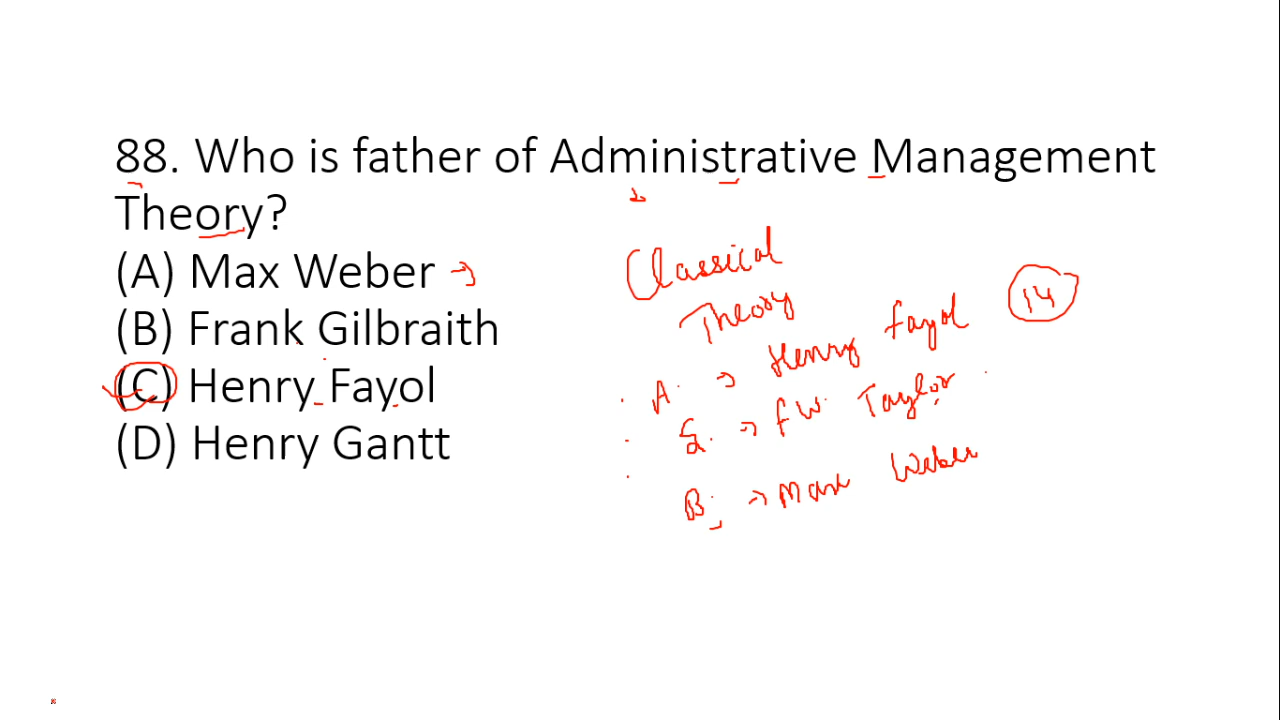 88. Who is father of Administrative Management
Theory?
(A) Max Weber →
(B) Frank Gilbraith
(C) Henry Fayol
(D) Henry Gantt
Classical
Theory
A. → Henry Fayol 14
→ FW. Taylor
B. → Max Weber